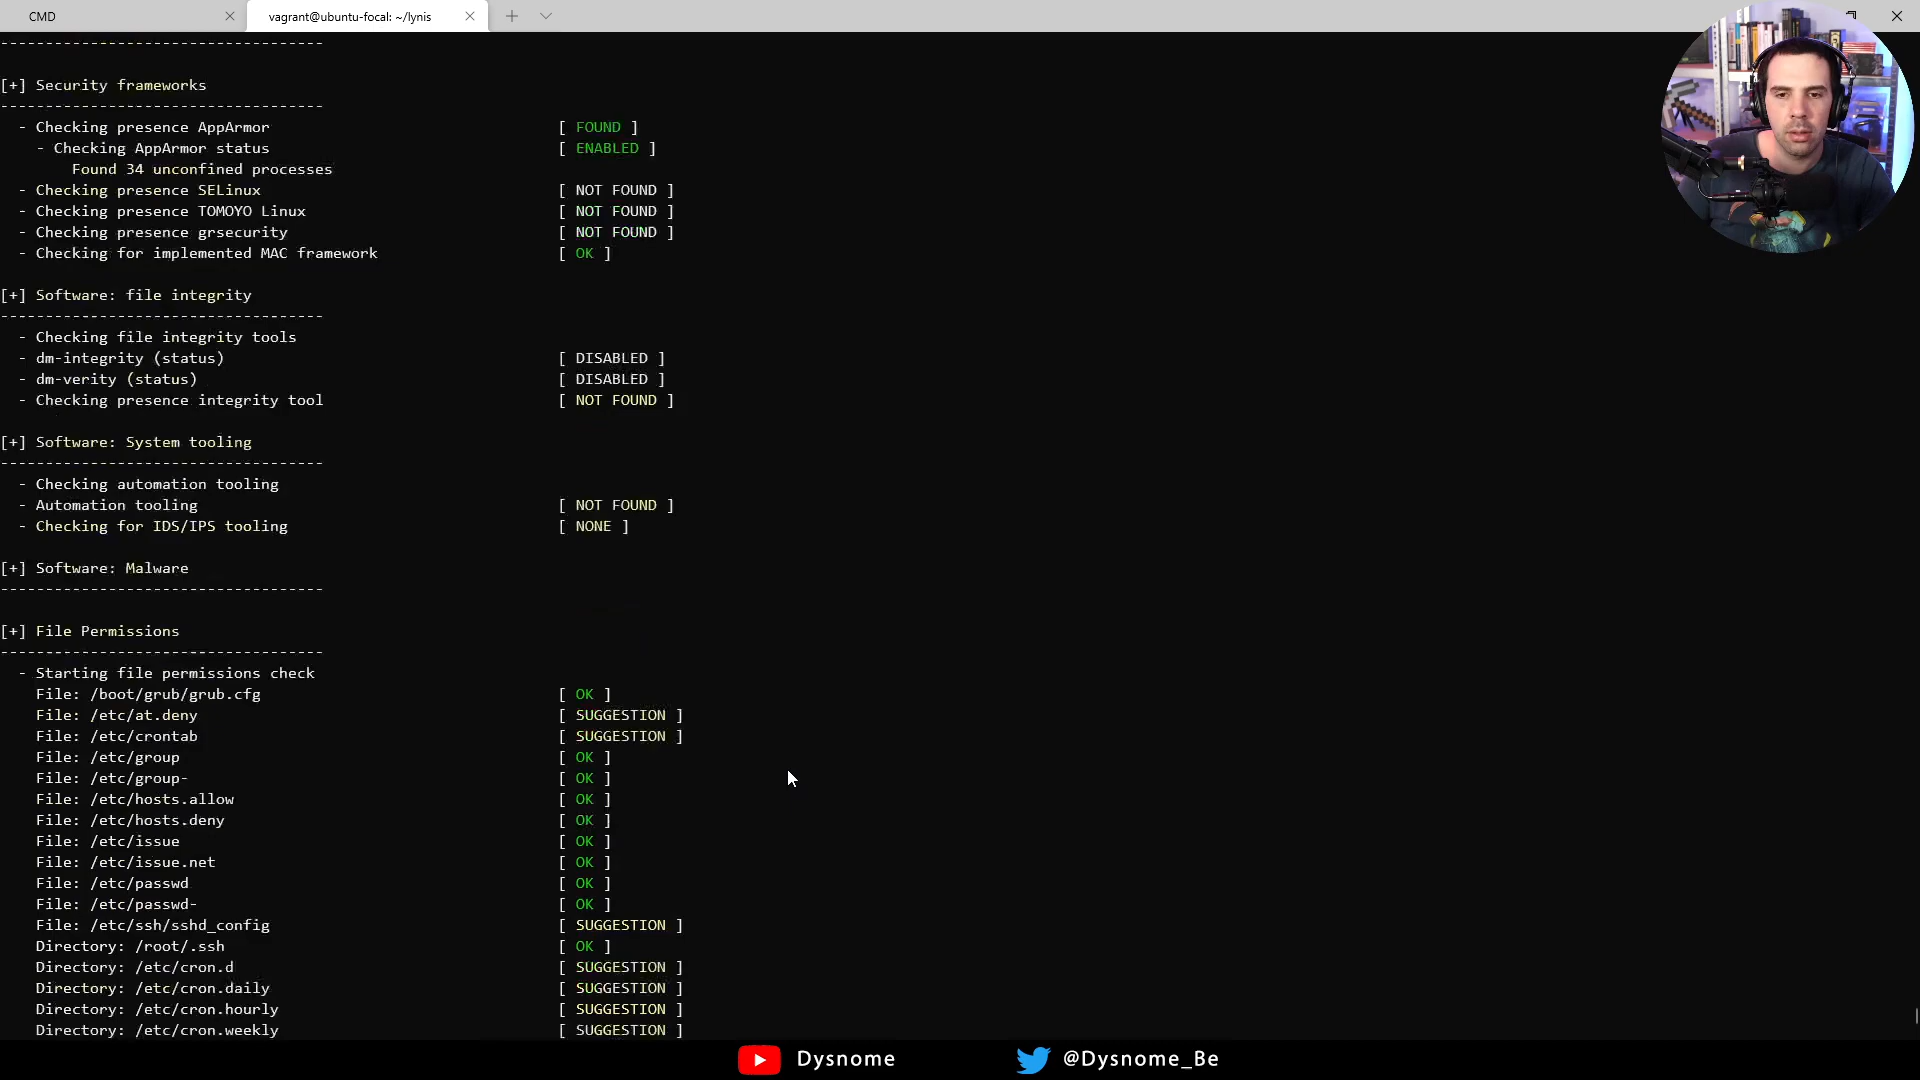 CMD
vagrant@ubuntu-focal: ~/lynis
------------------------------------
[+] Security frameworks
------------------------------------
- Checking presence AppArmor [ FOUND ]
- Checking AppArmor status [ ENABLED ]
Found 34 unconfined processes
- Checking presence SELinux [ NOT FOUND ]
- Checking presence TOMOYO Linux [ NOT FOUND ]
- Checking presence grsecurity [ NOT FOUND ]
- Checking for implemented MAC framework [ OK ]
[+] Software: file integrity
------------------------------------
- Checking file integrity tools
- dm-integrity (status) [ DISABLED ]
- dm-verity (status) [ DISABLED ]
- Checking presence integrity tool [ NOT FOUND ]
[+] Software: System tooling
------------------------------------
- Checking automation tooling
- Automation tooling [ NOT FOUND ]
- Checking for IDS/IPS tooling [ NONE ]
[+] Software: Malware
------------------------------------
[+] File Permissions
------------------------------------
- Starting file permissions check
File: /boot/grub/grub.cfg [ OK ]
File: /etc/at.deny [ SUGGESTION ]
File: /etc/crontab [ SUGGESTION ]
File: /etc/group [ OK ]
File: /etc/group- [ OK ]
File: /etc/hosts.allow [ OK ]
File: /etc/hosts.deny [ OK ]
File: /etc/issue [ OK ]
File: /etc/issue.net [ OK ]
File: /etc/passwd [ OK ]
File: /etc/passwd- [ OK ]
File: /etc/ssh/sshd_config [ SUGGESTION ]
Directory: /root/.ssh [ OK ]
Directory: /etc/cron.d [ SUGGESTION ]
Directory: /etc/cron.daily [ SUGGESTION ]
Directory: /etc/cron.hourly [ SUGGESTION ]
Directory: /etc/cron.weekly [ SUGGESTION ]
Dysnome
@Dysnome_Be